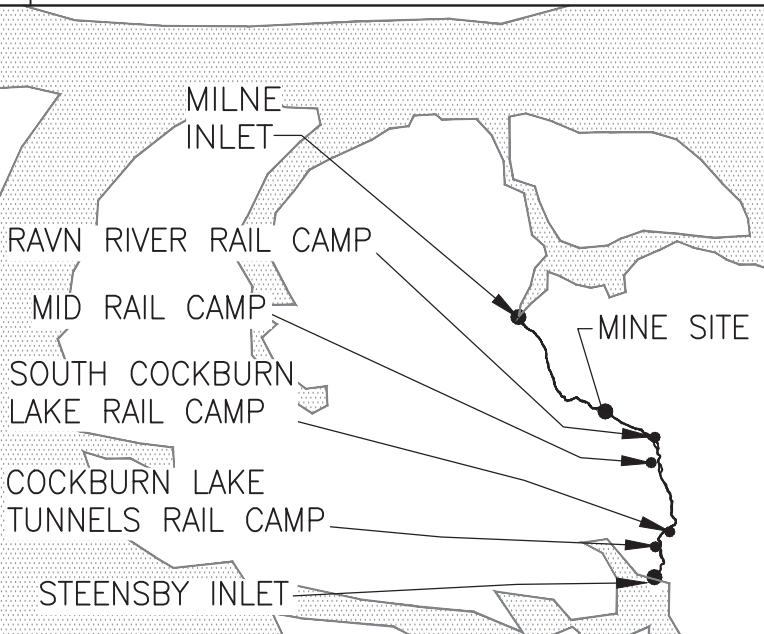 MILNE
INLET
RAVN RIVER RAIL CAMP
MID RAIL CAMP
MINE SITE
SOUTH COCKBURN
LAKE RAIL CAMP
COCKBURN LAKE
TUNNELS RAIL CAMP
STEENSBY INLET